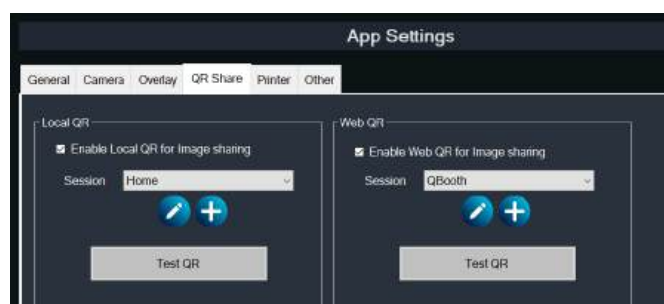 App Settings
General Camera Overlay QR Share Printer Other
Local QR
Enable Local QR for Image sharing
Session Home
Test QR
Web QR
Enable Web QR for Image sharing
Session QBooth
Test QR